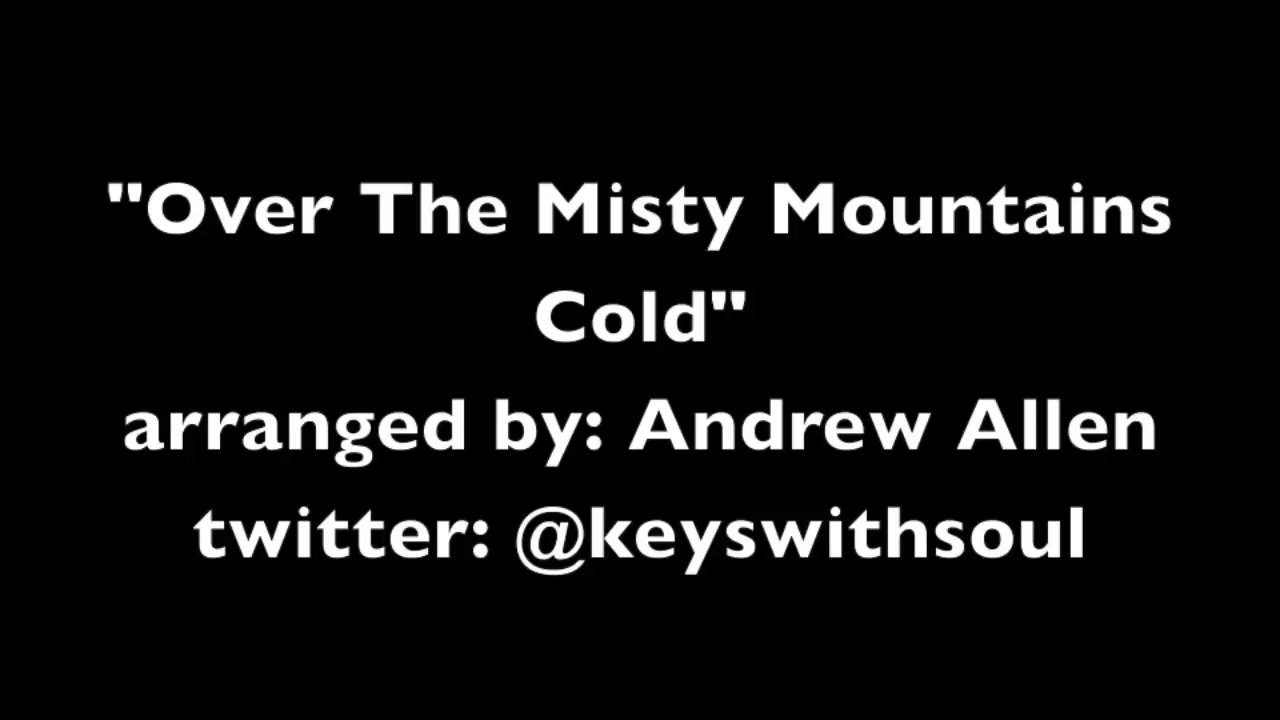 "Over The Misty Mountains
Cold"
arranged by: Andrew Allen
twitter: @keyswithsoul